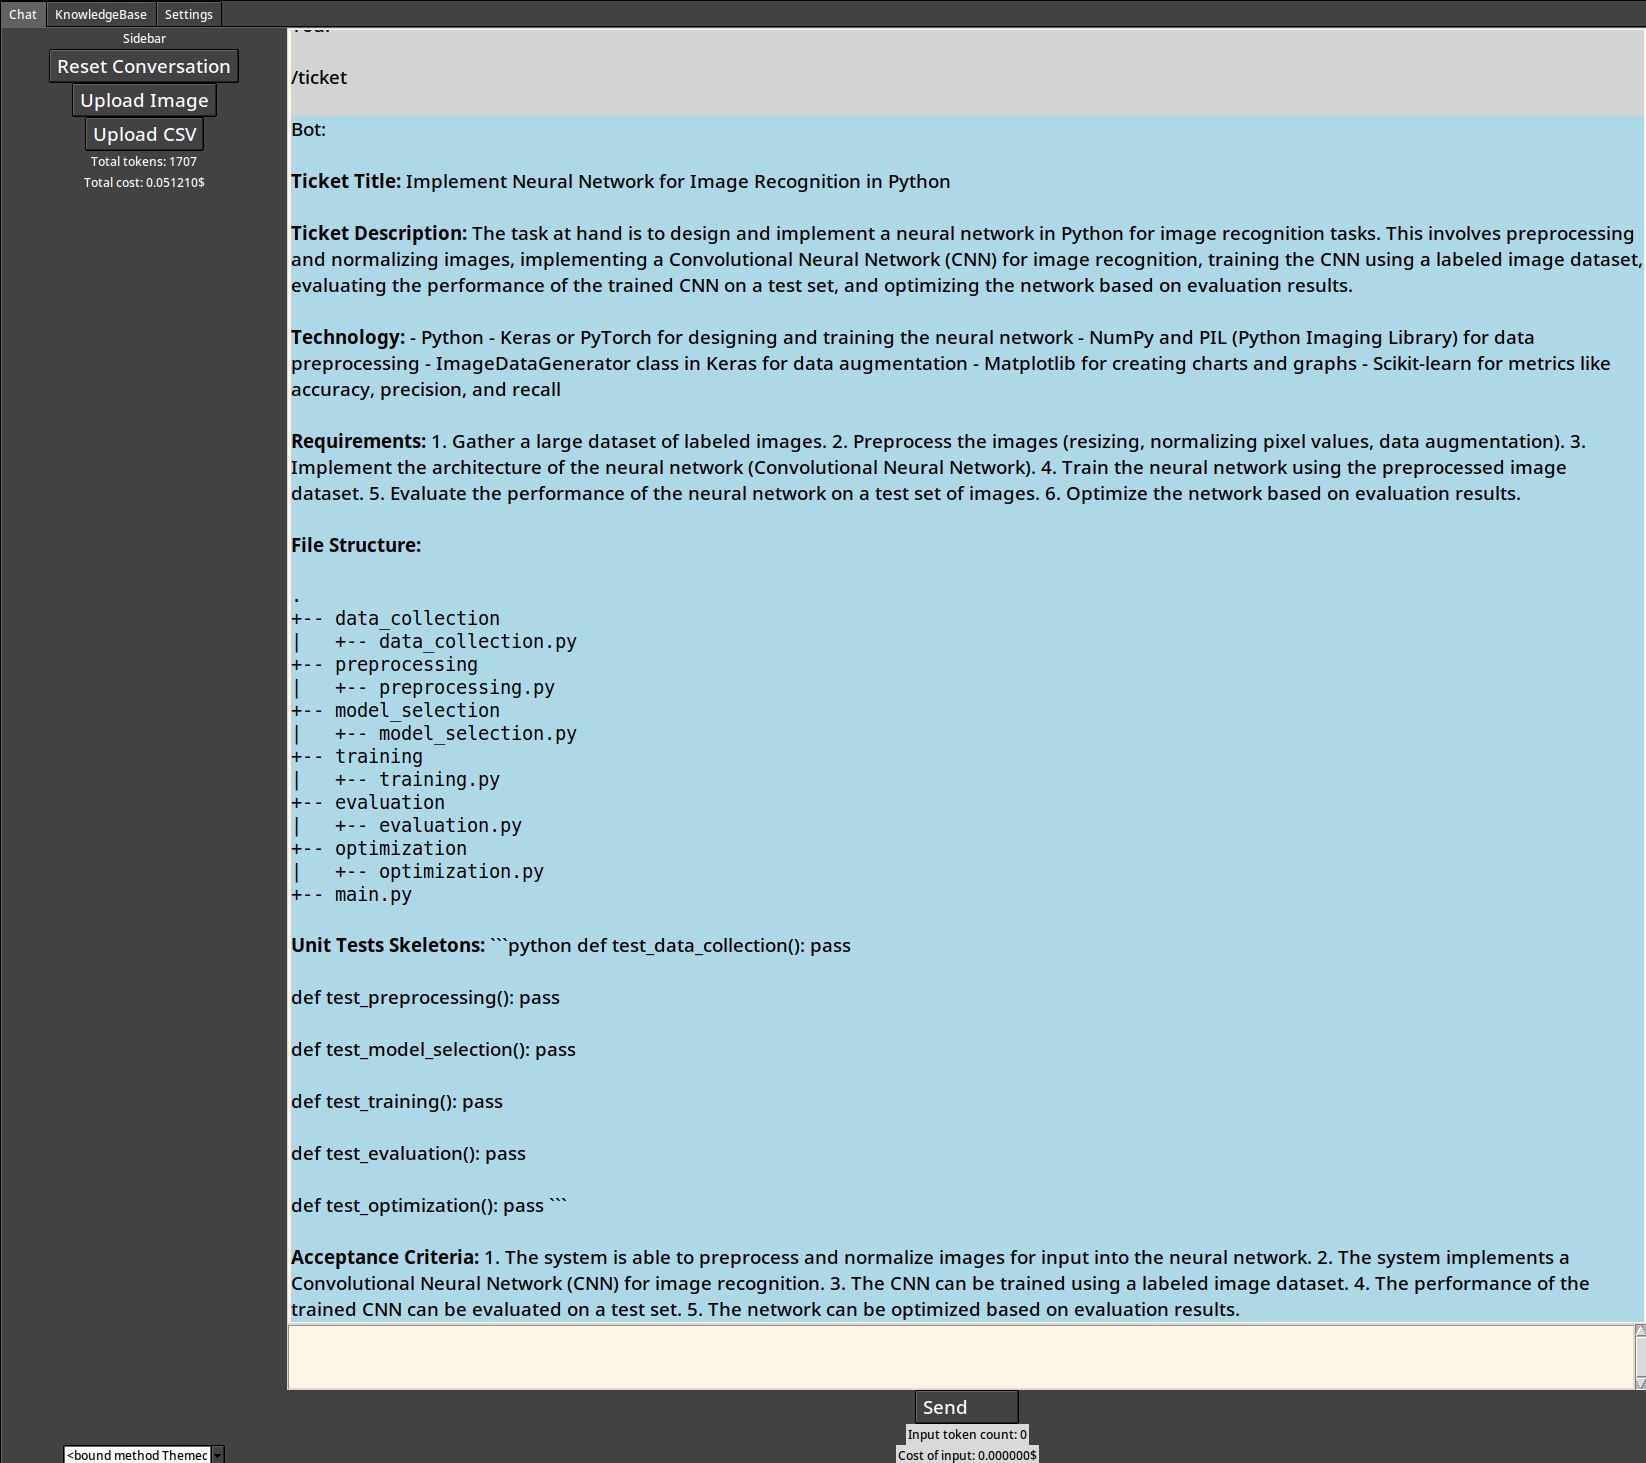 Chat KnowledgeBase Settings
Sidebar
Reset Conversation
Upload Image
Upload CSV
Total tokens: 1707
Total cost: 0.051210$
/ticket
Bot:
Ticket Title: Implement Neural Network for Image Recognition in Python
Ticket Description: The task at hand is to design and implement a neural network in Python for image recognition tasks. This involves preprocessing
and normalizing images, implementing a Convolutional Neural Network (CNN) for image recognition, training the CNN using a labeled image dataset,
evaluating the performance of the trained CNN on a test set, and optimizing the network based on evaluation results.
Technology: - Python - Keras or PyTorch for designing and training the neural network - NumPy and PIL (Python Imaging Library) for data
preprocessing - ImageDataGenerator class in Keras for data augmentation - Matplotlib for creating charts and graphs - Scikit-learn for metrics like
accuracy, precision, and recall
Requirements: 1. Gather a large dataset of labeled images. 2. Preprocess the images (resizing, normalizing pixel values, data augmentation). 3.
Implement the architecture of the neural network (Convolutional Neural Network). 4. Train the neural network using the preprocessed image
dataset. 5. Evaluate the performance of the neural network on a test set of images. 6. Optimize the network based on evaluation results.
File Structure:
.
+-- data_collection
|   +-- data_collection.py
+-- preprocessing
|   +-- preprocessing.py
+-- model_selection
|   +-- model_selection.py
+-- training
|   +-- training.py
+-- evaluation
|   +-- evaluation.py
+-- optimization
|   +-- optimization.py
+-- main.py
Unit Tests Skeletons: ```python def test_data_collection(): pass
def test_preprocessing(): pass
def test_model_selection(): pass
def test_training(): pass
def test_evaluation(): pass
def test_optimization(): pass ```
Acceptance Criteria: 1. The system is able to preprocess and normalize images for input into the neural network. 2. The system implements a
Convolutional Neural Network (CNN) for image recognition. 3. The CNN can be trained using a labeled image dataset. 4. The performance of the
trained CNN can be evaluated on a test set. 5. The network can be optimized based on evaluation results.
Send
Input token count: 0
Cost of input: 0.000000$
<bound method Themec